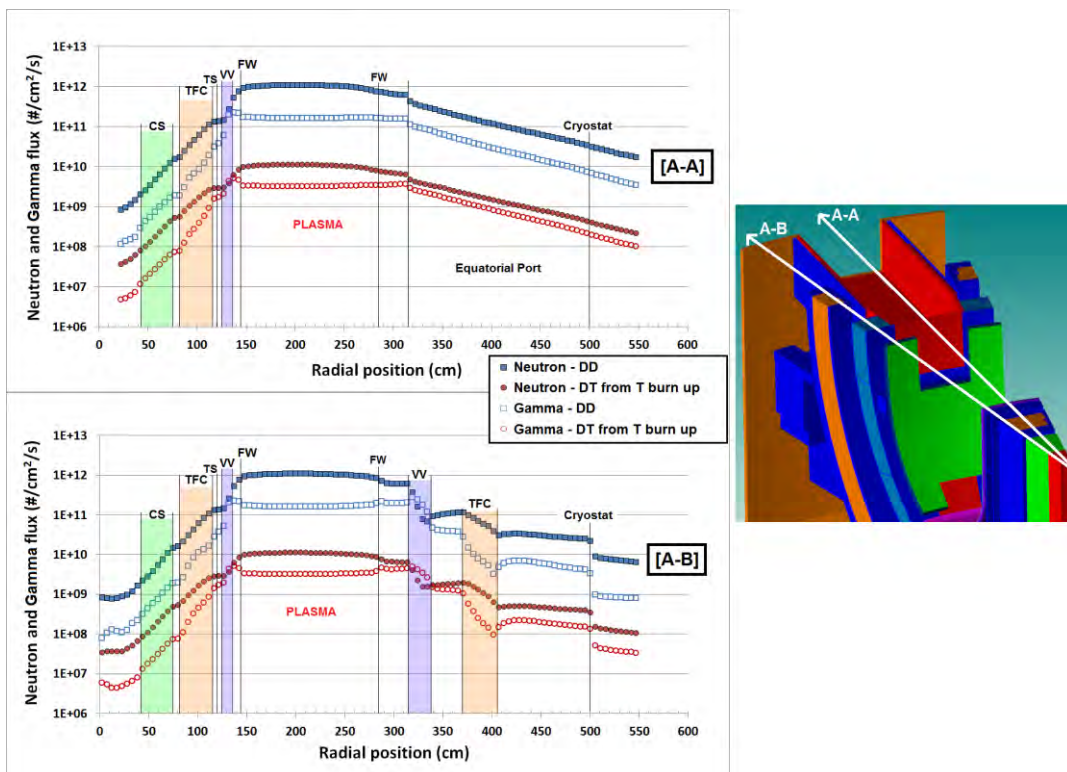 Neutron and Gamma flux (#/cm²/s)
1E+13
1E+12
1E+11
1E+10
1E+09
1E+08
1E+07
1E+06
CS
TFC
TS
VV
FW
FW
Cryostat
[A-A]
PLASMA
Equatorial Port
0 50 100 150 200 250 300 350 400 450 500 550 600
Radial position (cm)
Neutron - DD
Neutron - DT from T burn up
Gamma - DD
Gamma - DT from T burn up
Neutron and Gamma flux (#/cm²/s)
1E+13
1E+12
1E+11
1E+10
1E+09
1E+08
1E+07
1E+06
CS
TFC
TS
VV
FW
FW
VV
TFC
Cryostat
[A-B]
PLASMA
0 50 100 150 200 250 300 350 400 450 500 550 600
Radial position (cm)
A-A
A-B